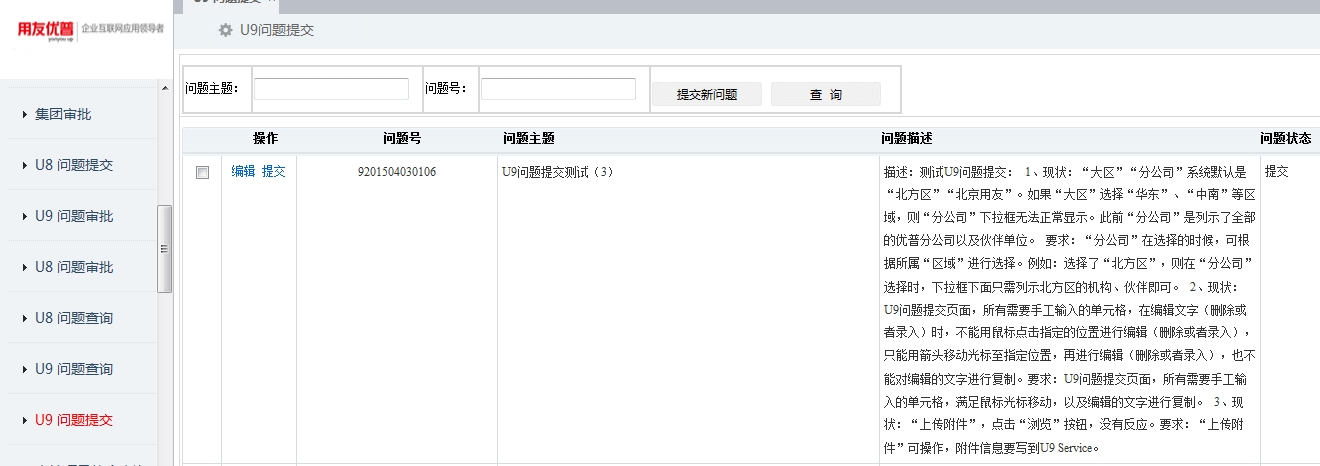 U9问题提交
用友优普 企业互联网应用领导者
yonyou up
U9问题提交
问题主题：
问题号：
提交新问题
查 询
集团审批
U8 问题提交
U9 问题审批
U8 问题审批
U8 问题查询
U9 问题查询
U9 问题提交
操作 问题号 问题主题 问题描述 问题状态
编辑 提交
9201504030106
U9问题提交测试（3）
描述：测试U9问题提交： 1、现状：“大区”“分公司”系统默认是
“北方区”“北京用友”。如果“大区”选择“华东”、“中南”等区
域，则“分公司”下拉框无法正常显示。此前“分公司”是列示了全部
的优普分公司以及伙伴单位。 要求：“分公司”在选择的时候，可根
据所属“区域”进行选择。例如：选择了“北方区”，则在“分公司”
选择时，下拉框下面只需列示北方区的机构、伙伴即可。 2、现状：
U9问题提交页面，所有需要手工输入的单元格，在编辑文字（删除或
者录入）时，不能用鼠标点击指定的位置进行编辑（删除或者录入），
只能用箭头移动光标至指定位置，再进行编辑（删除或者录入），也不
能对编辑的文字进行复制。要求：U9问题提交页面，所有需要手工输
入的单元格，满足鼠标光标移动，以及编辑的文字进行复制。 3、现
状：“上传附件”，点击“浏览”按钮，没有反应。要求：“上传附
件”可操作，附件信息要写到U9 Service。
提交